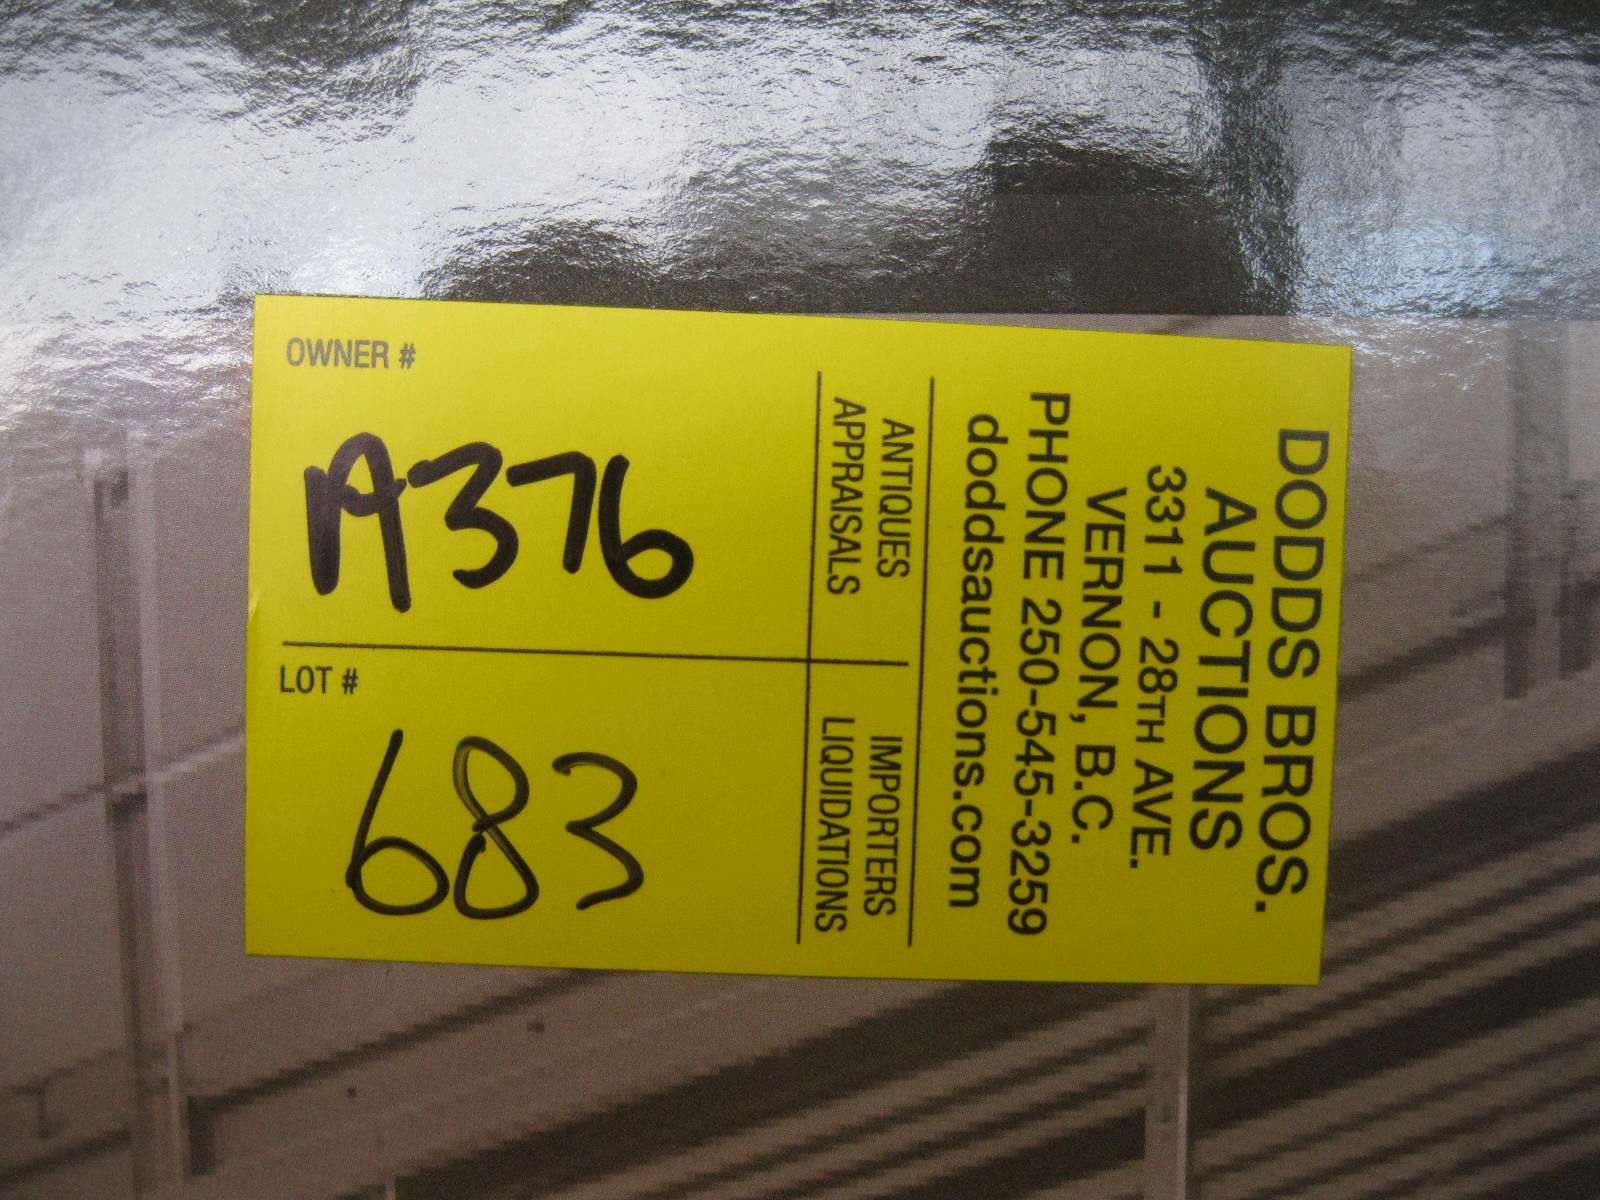 DODDS BROS.
AUCTIONS
3311 - 28TH AVE.
VERNON, B.C.
PHONE 250-545-3259
doddsauctions.com
ANTIQUES
APPRAISALS
IMPORTERS
LIQUIDATIONS
OWNER #
A376
LOT #
683